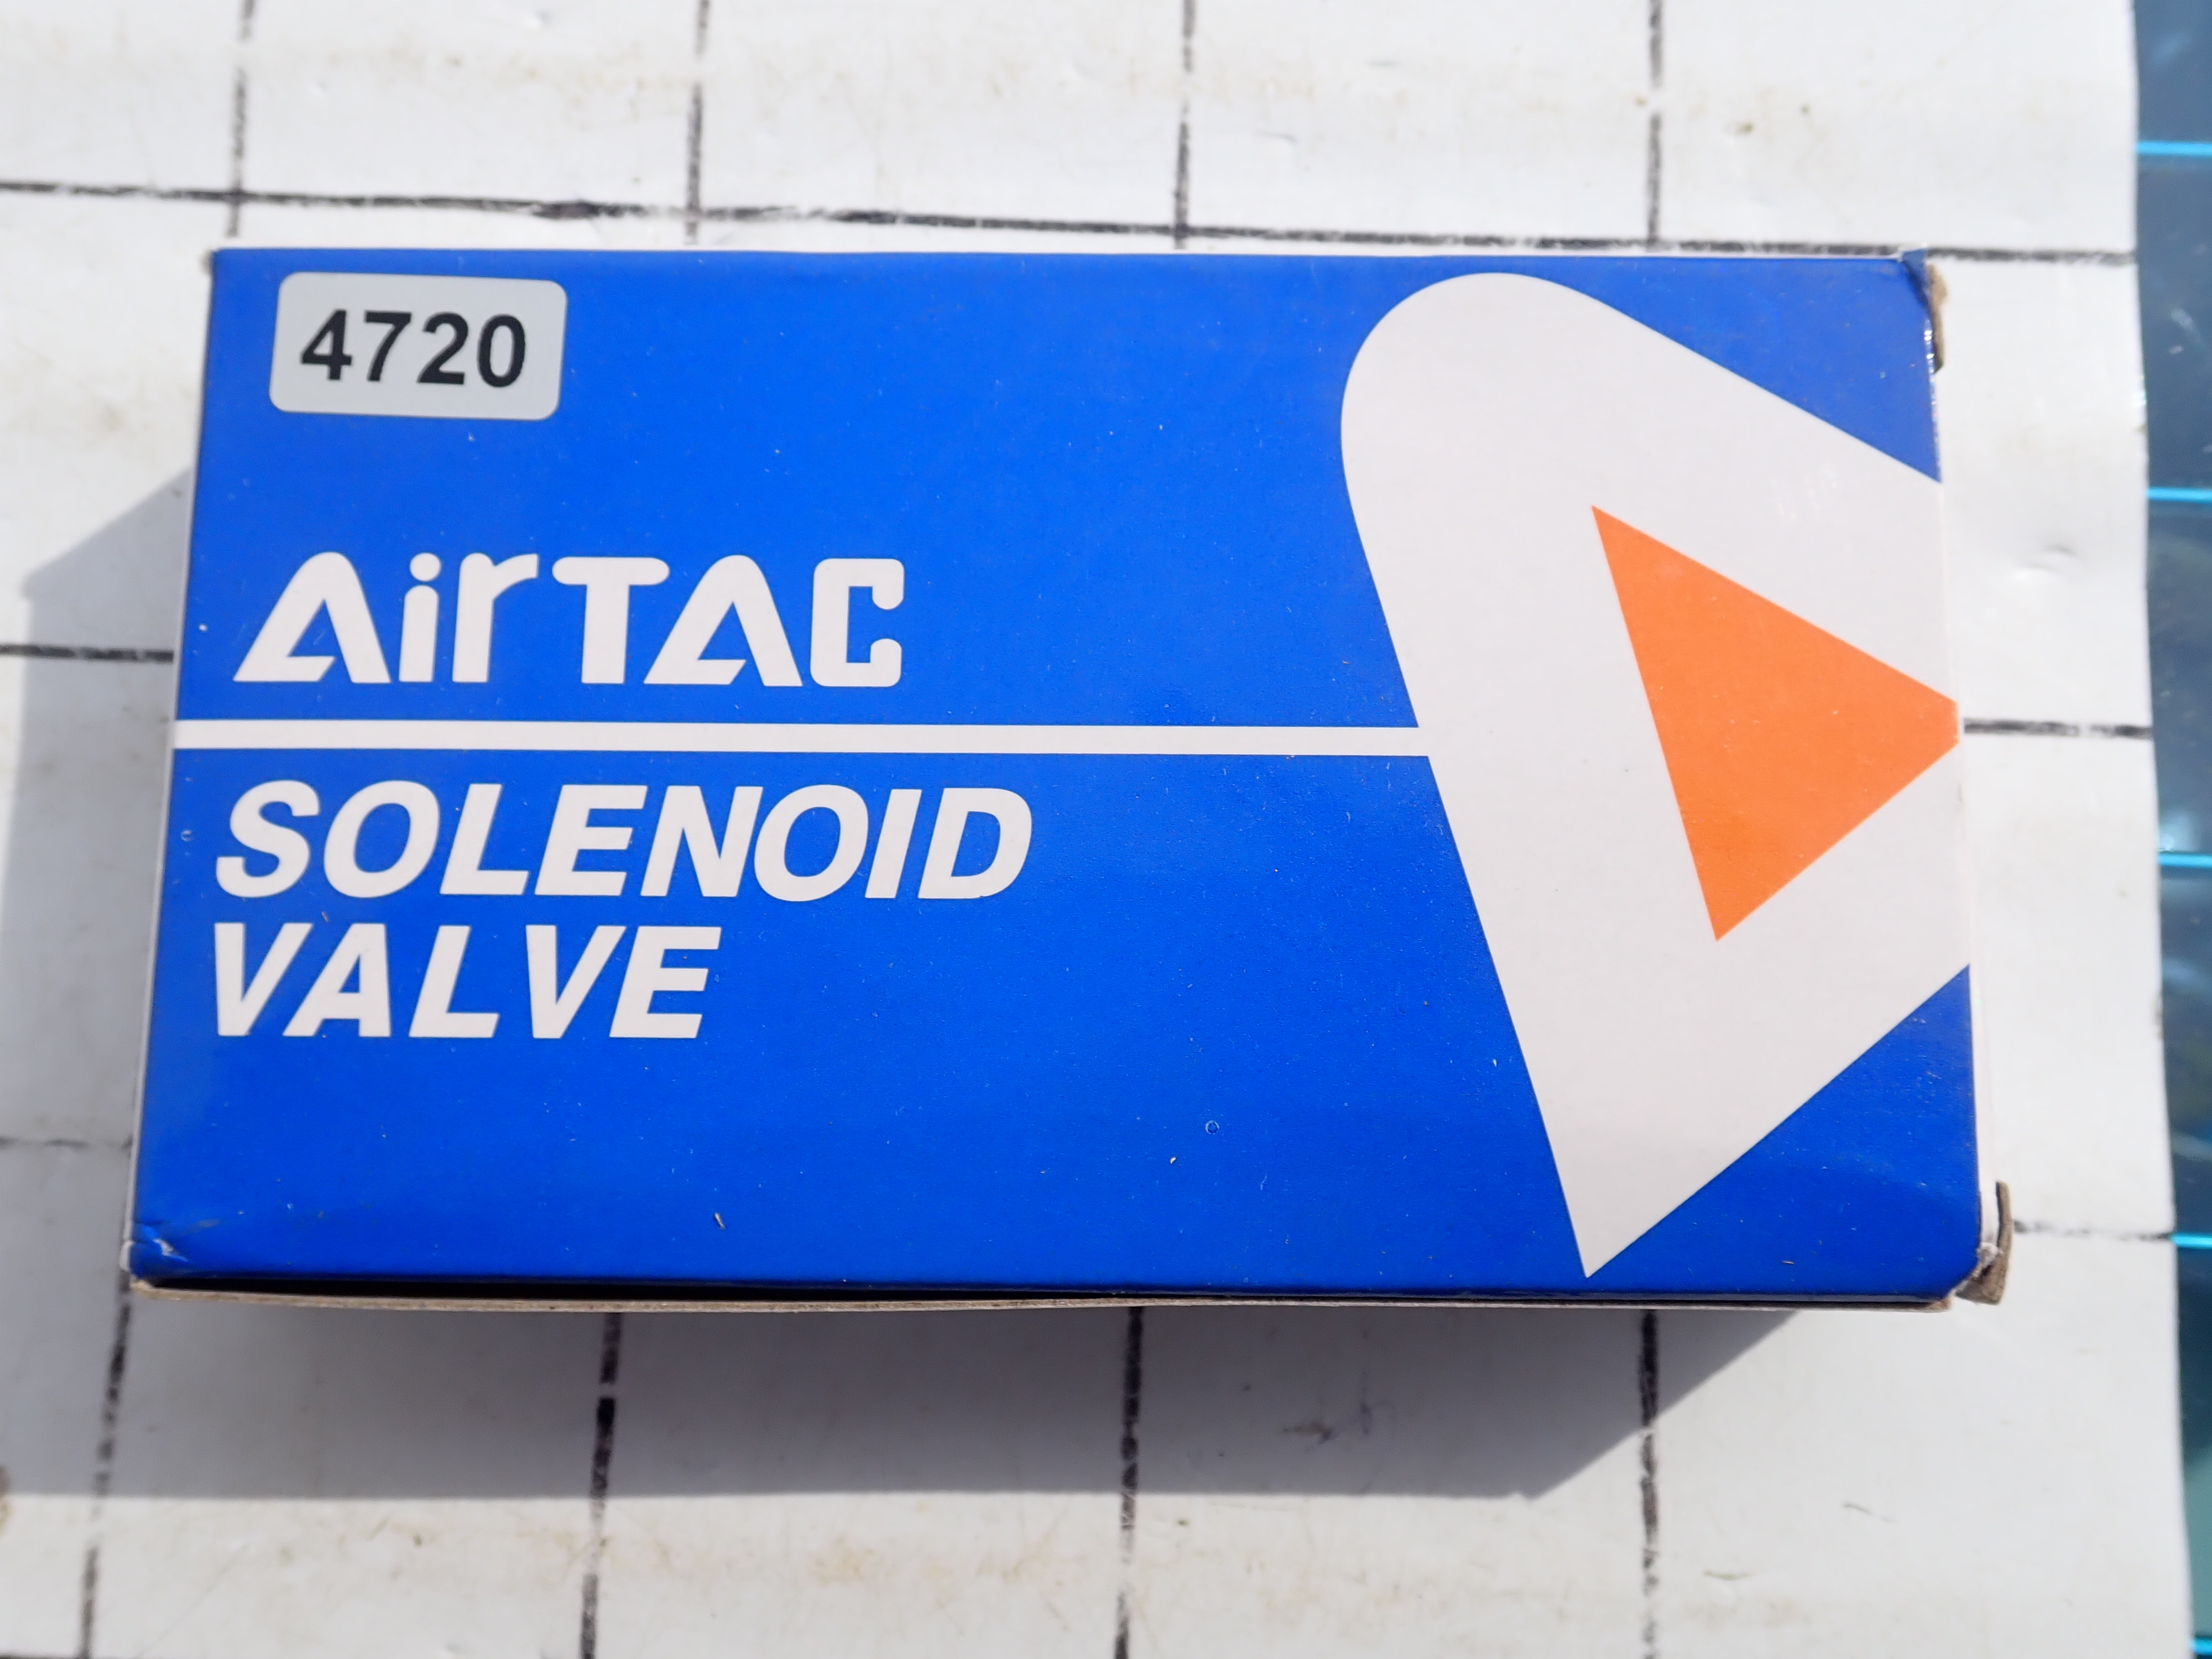 4720
AirTAC
SOLENOID
VALVE